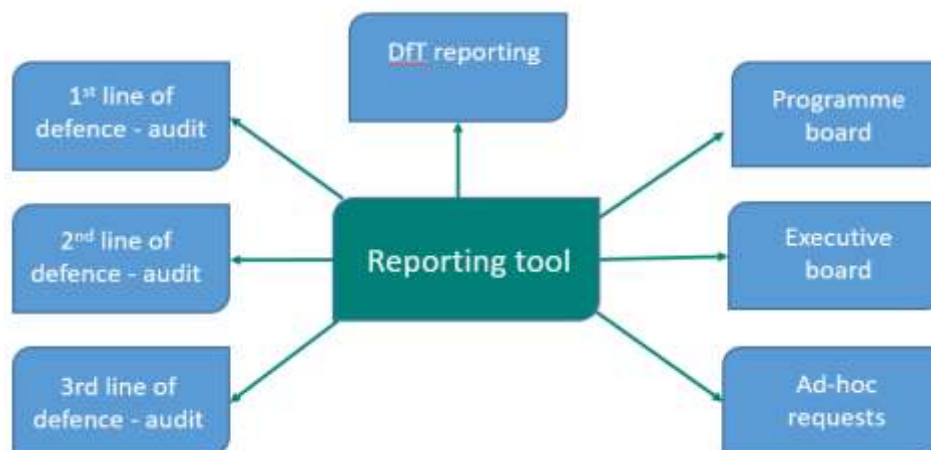 DfT reporting
1st line of
defence - audit
Programme
board
2nd line of
defence - audit
Reporting tool
Executive
board
3rd line of
defence - audit
Ad-hoc
requests